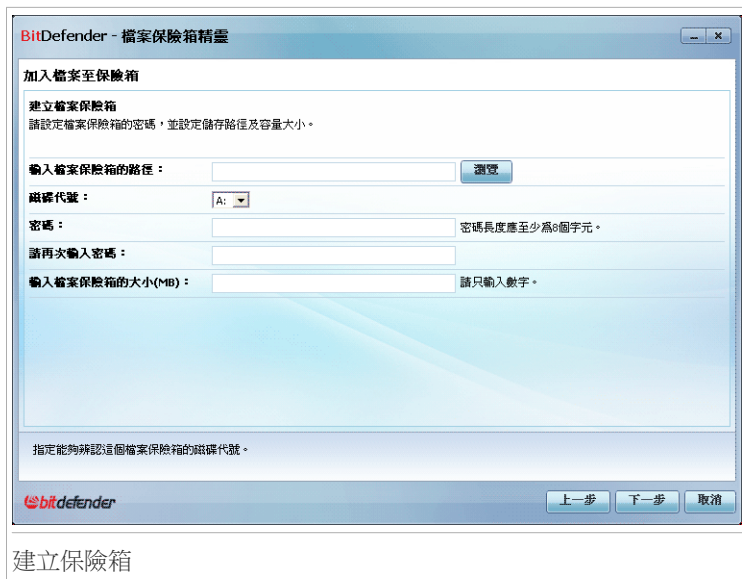 BitDefender - 檔案保險箱精靈
加入檔案至保險箱
建立檔案保險箱
請設定檔案保險箱的密碼，並設定儲存路徑及容量大小。
輸入檔案保險箱的路徑： 瀏覽
磁碟代號： A:
密碼： 密碼長度應至少為8個字元。
請再次輸入密碼：
輸入檔案保險箱的大小(MB)： 請只輸入數字。
指定能夠辨認這個檔案保險箱的磁碟代號。
bitdefender 上一步 下一步 取消
建立保險箱